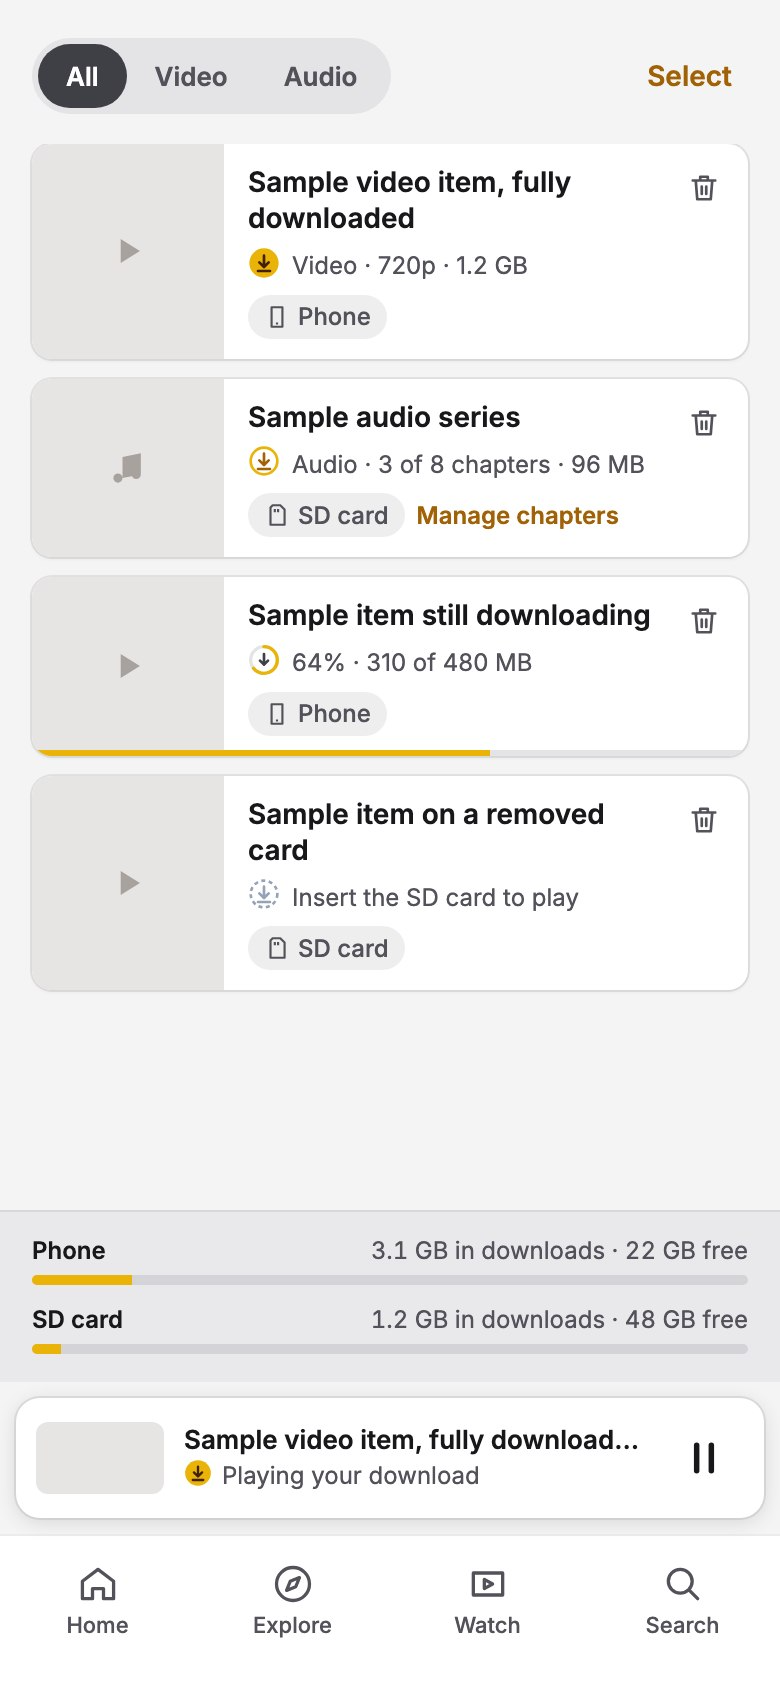 All Video Audio Select
Sample video item, fully
downloaded
Video · 720p · 1.2 GB
Phone
Sample audio series
Audio · 3 of 8 chapters · 96 MB
SD card Manage chapters
Sample item still downloading
64% · 310 of 480 MB
Phone
Sample item on a removed
card
Insert the SD card to play
SD card
Phone 3.1 GB in downloads · 22 GB free
SD card 1.2 GB in downloads · 48 GB free
Sample video item, fully download...
Playing your download
Home Explore Watch Search